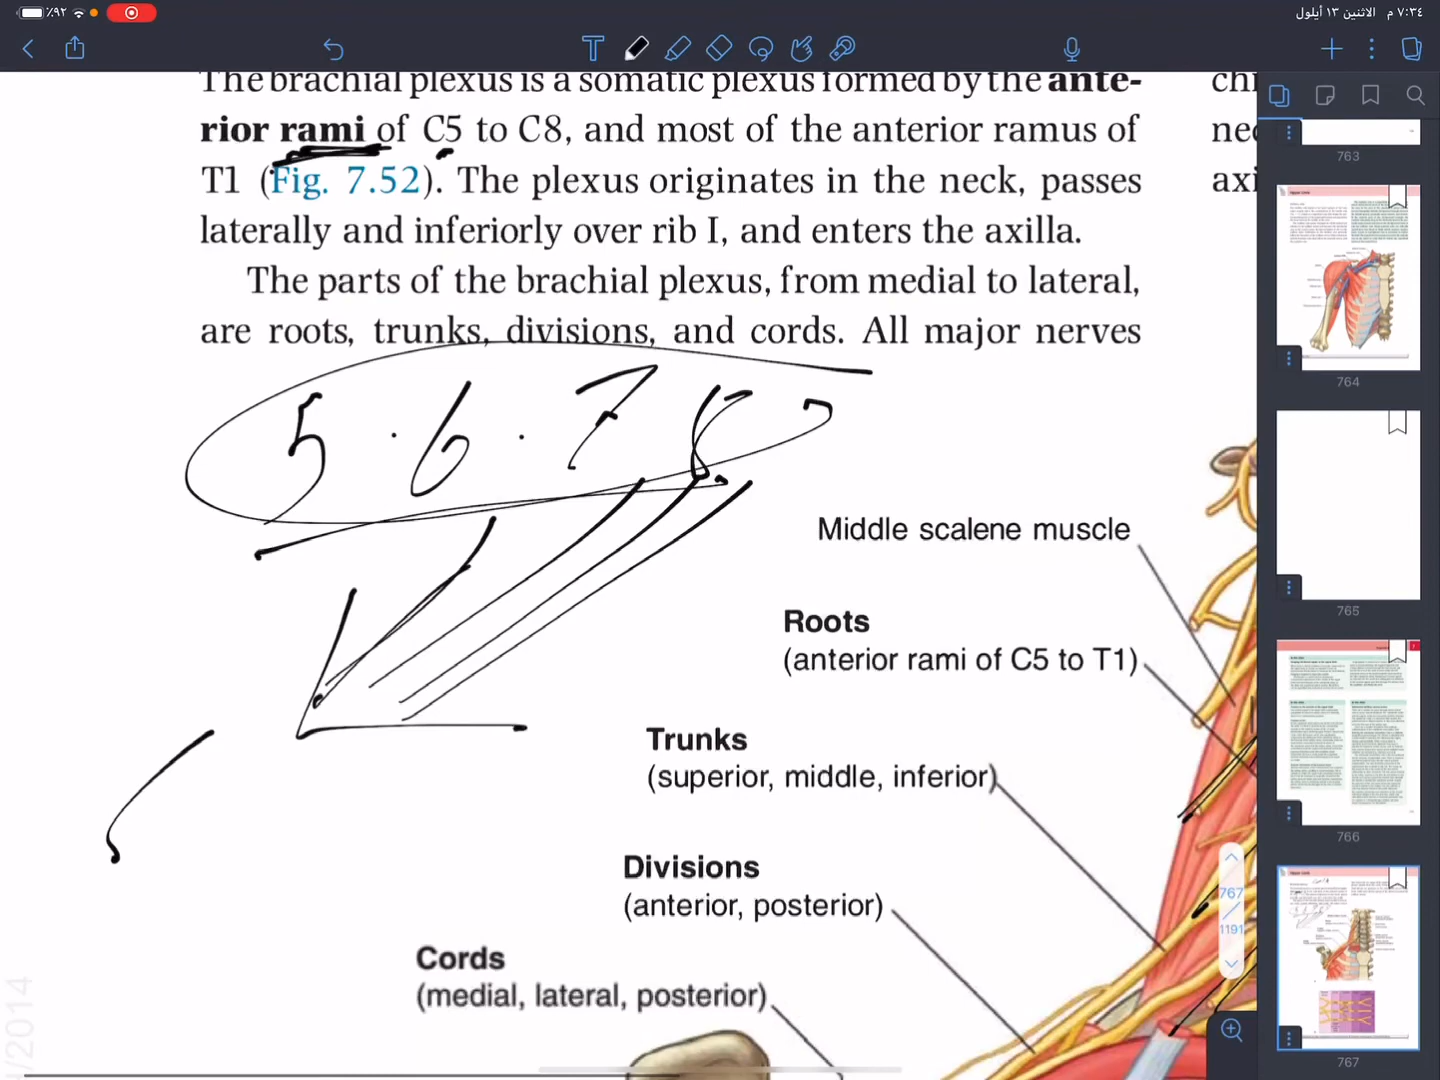 ٪٩٢
٧:٣٤ م الاثنين ١٣ أيلول
The brachial plexus is a somatic plexus formed by the ante-
rior rami of C5 to C8, and most of the anterior ramus of
T1 (Fig. 7.52). The plexus originates in the neck, passes
laterally and inferiorly over rib I, and enters the axilla.
The parts of the brachial plexus, from medial to lateral,
are roots, trunks, divisions, and cords. All major nerves
5 . 6 . 7 8
chi
nec
axi
Middle scalene muscle
Roots
(anterior rami of C5 to T1)
Trunks
(superior, middle, inferior)
Divisions
(anterior, posterior)
Cords
(medial, lateral, posterior)
/2014
767
1191
763
764
765
766
767